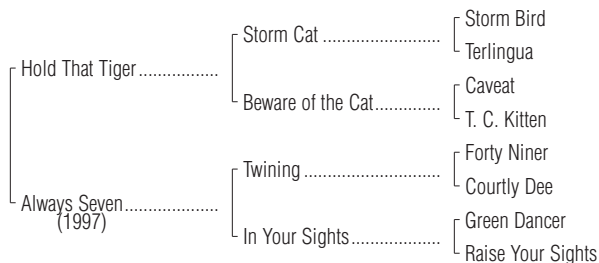 Storm Bird
Storm Cat ........................
Terlingua
Hold That Tiger................
Caveat
Beware of the Cat.............
T. C. Kitten
Forty Niner
Twining ............................
Courtly Dee
Always Seven...................
(1997)
Green Dancer
In Your Sights..................
Raise Your Sights